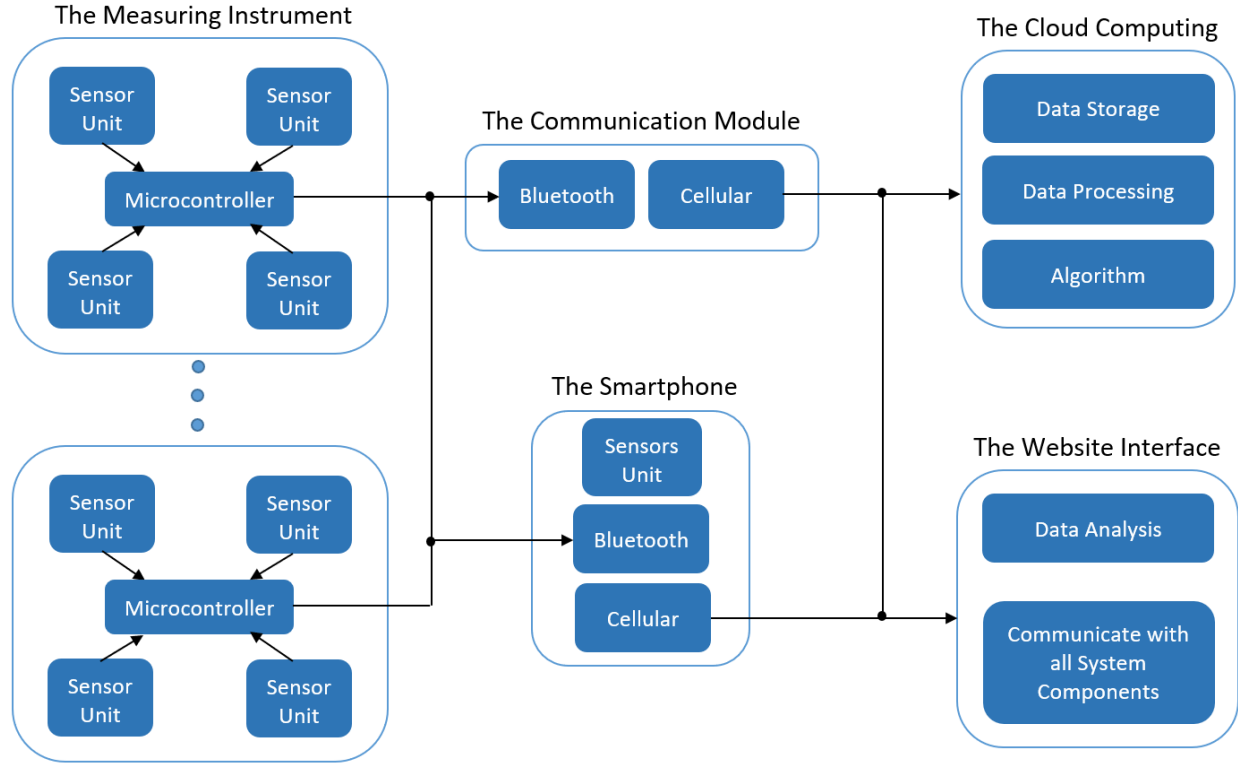 The Measuring Instrument
Sensor
Unit
Sensor
Unit
Microcontroller
Sensor
Unit
Sensor
Unit
Sensor
Unit
Sensor
Unit
Microcontroller
Sensor
Unit
Sensor
Unit
The Communication Module
Bluetooth
Cellular
The Smartphone
Sensors
Unit
Bluetooth
Cellular
The Cloud Computing
Data Storage
Data Processing
Algorithm
The Website Interface
Data Analysis
Communicate with
all System
Components